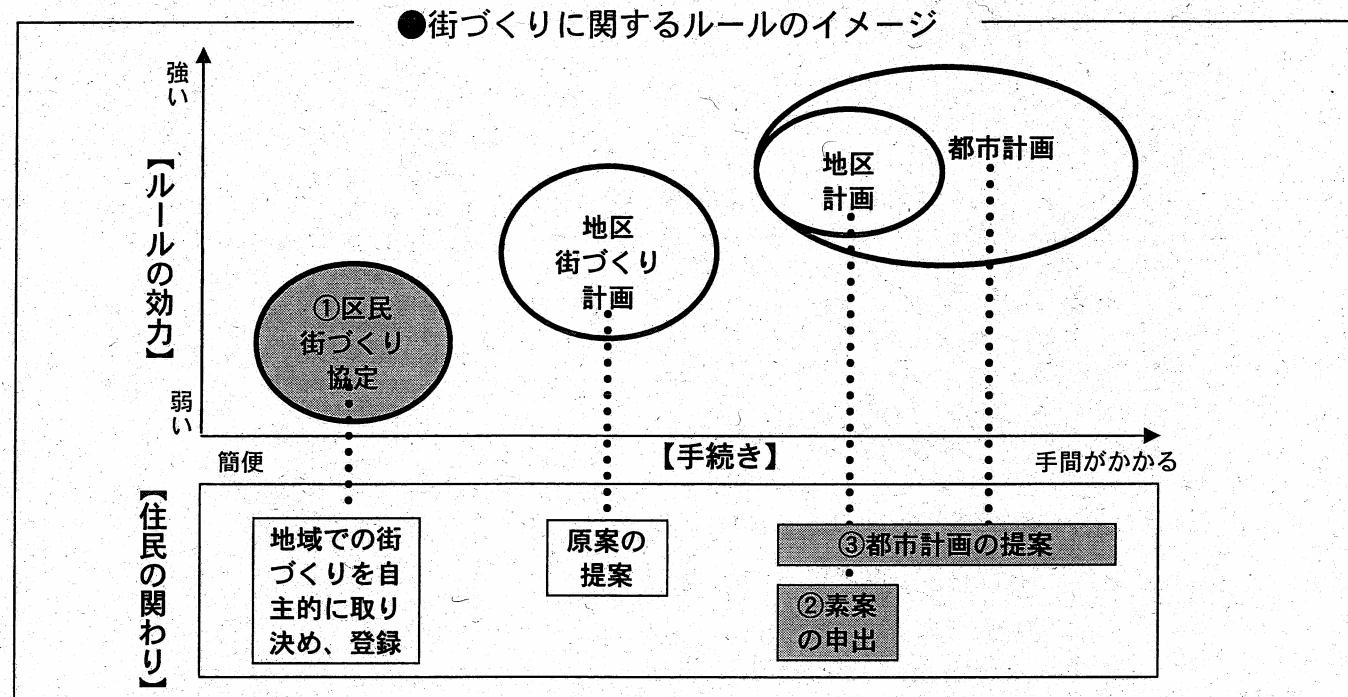 ●街づくりに関するルールのイメージ
強い
【ルールの効力】
弱い
①区民
街づくり
協定
地区
街づくり
計画
地区
計画
都市計画
簡便
【手続き】
手間がかかる
【住民の関わり】
地域での街
づくりを自
主的に取り
決め、登録
原案の
提案
③都市計画の提案
②素案
の申出